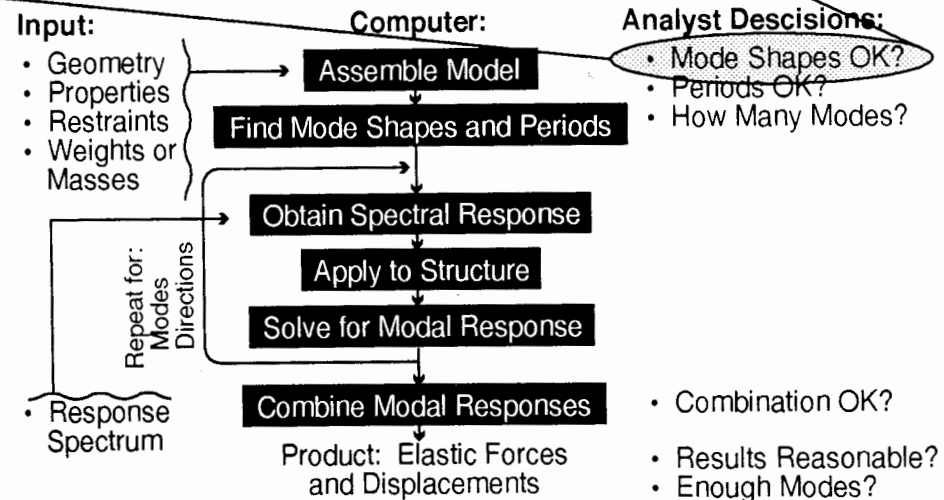 Input:
• Geometry
• Properties
• Restraints
• Weights or
Masses
Repeat for:
Modes
Directions
• Response
Spectrum
Computer:
Assemble Model
Find Mode Shapes and Periods
Obtain Spectral Response
Apply to Structure
Solve for Modal Response
Combine Modal Responses
Product: Elastic Forces
and Displacements
Analyst Descisions:
• Mode Shapes OK?
• Periods OK?
• How Many Modes?
• Combination OK?
• Results Reasonable?
• Enough Modes?